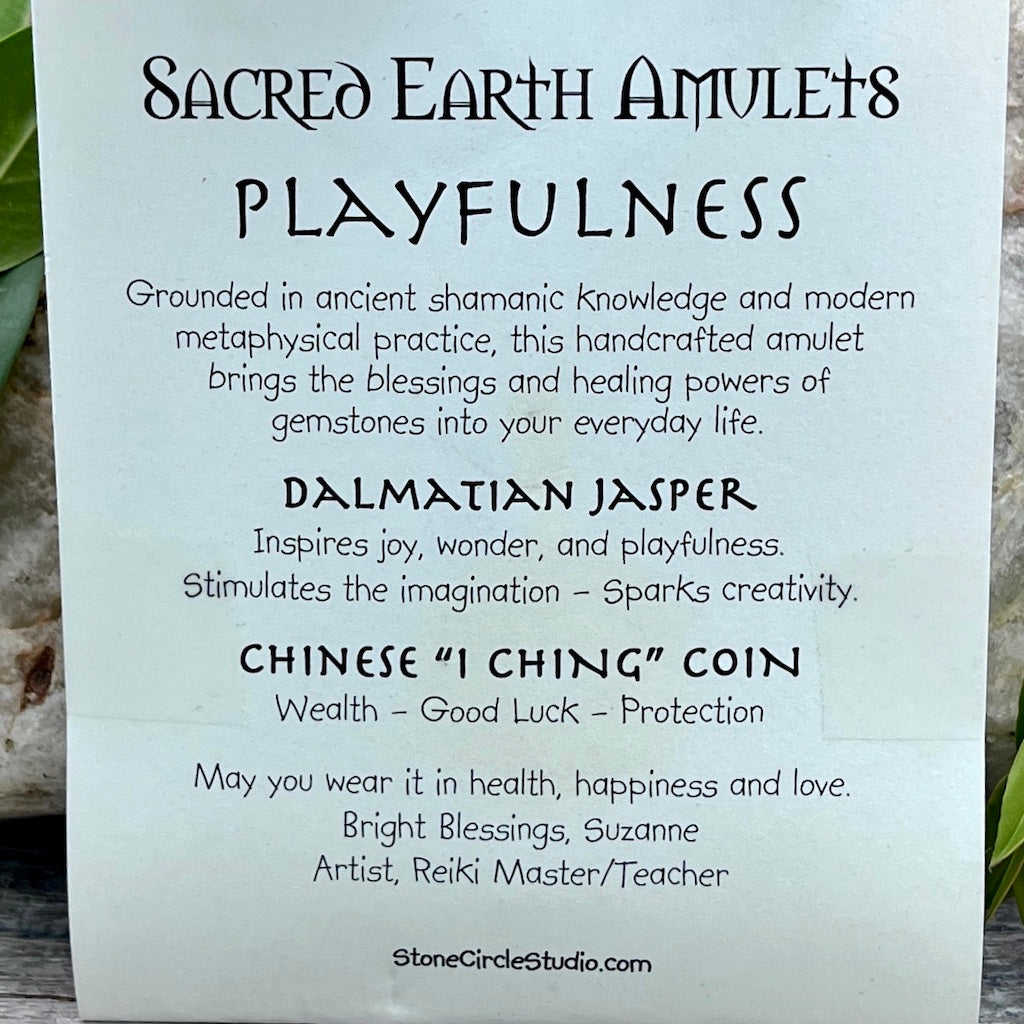 Sacred Earth Amulets
PLAYFULNESS
Grounded in ancient shamanic knowledge and modern
metaphysical practice, this handcrafted amulet
brings the blessings and healing powers of
gemstones into your everyday life.
DALMATIAN JASPER
Inspires joy, wonder, and playfulness.
Stimulates the imagination – Sparks creativity.
CHINESE “I CHING” COIN
Wealth – Good Luck – Protection
May you wear it in health, happiness and love.
Bright Blessings, Suzanne
Artist, Reiki Master/Teacher
StoneCircleStudio.com